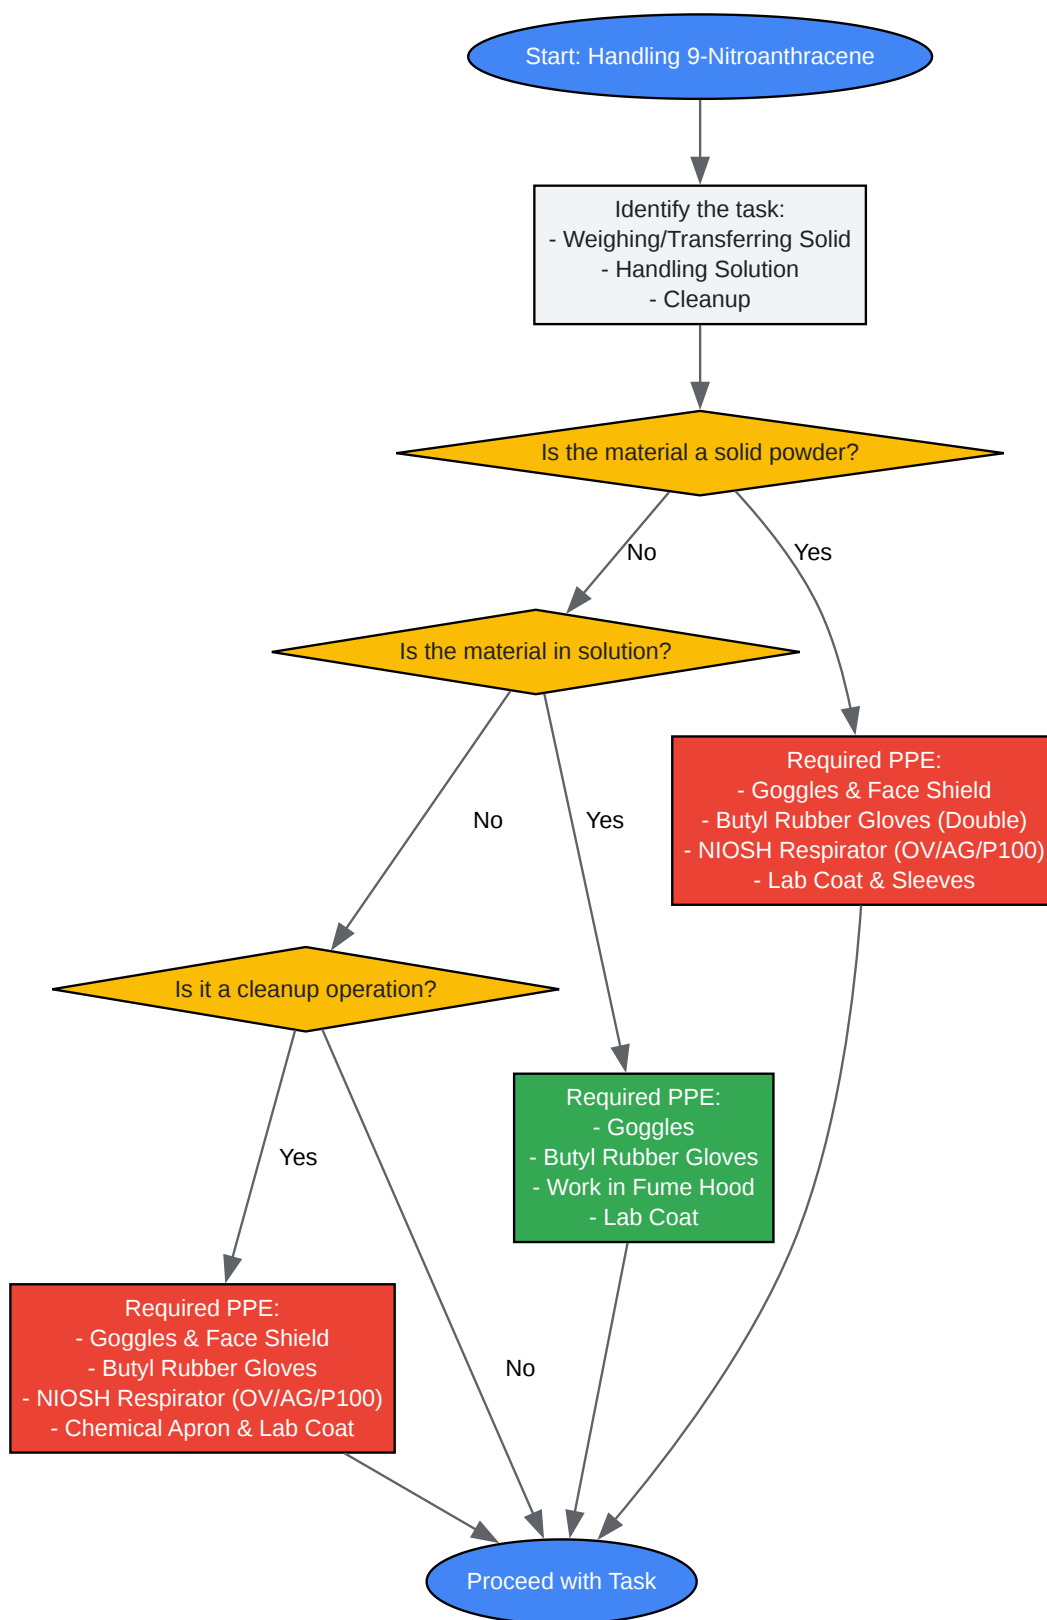 Start: Handling 9-Nitroanthracene
Identify the task:
- Weighing/Transferring Solid
- Handling Solution
- Cleanup
Is the material a solid powder?
No
Yes
Is the material in solution?
Required PPE:
- Goggles & Face Shield
- Butyl Rubber Gloves (Double)
- NIOSH Respirator (OV/AG/P100)
- Lab Coat & Sleeves
No
Yes
Is it a cleanup operation?
Required PPE:
- Goggles
- Butyl Rubber Gloves
- Work in Fume Hood
- Lab Coat
Yes
No
Required PPE:
- Goggles & Face Shield
- Butyl Rubber Gloves
- NIOSH Respirator (OV/AG/P100)
- Chemical Apron & Lab Coat
Proceed with Task